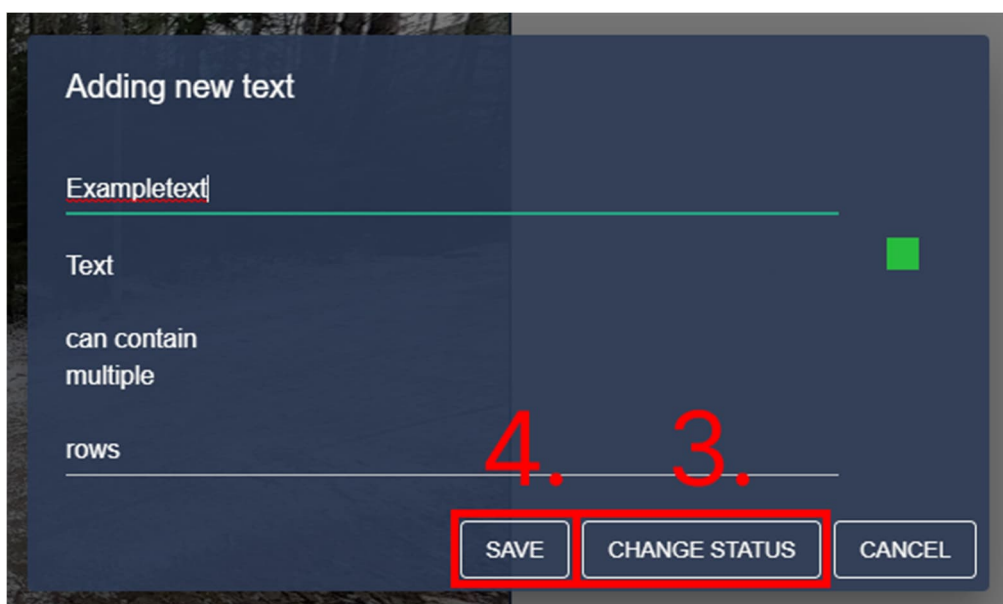 Adding new text
Exampletext
Text
can contain
multiple
rows
4. 3.
SAVE CHANGE STATUS CANCEL